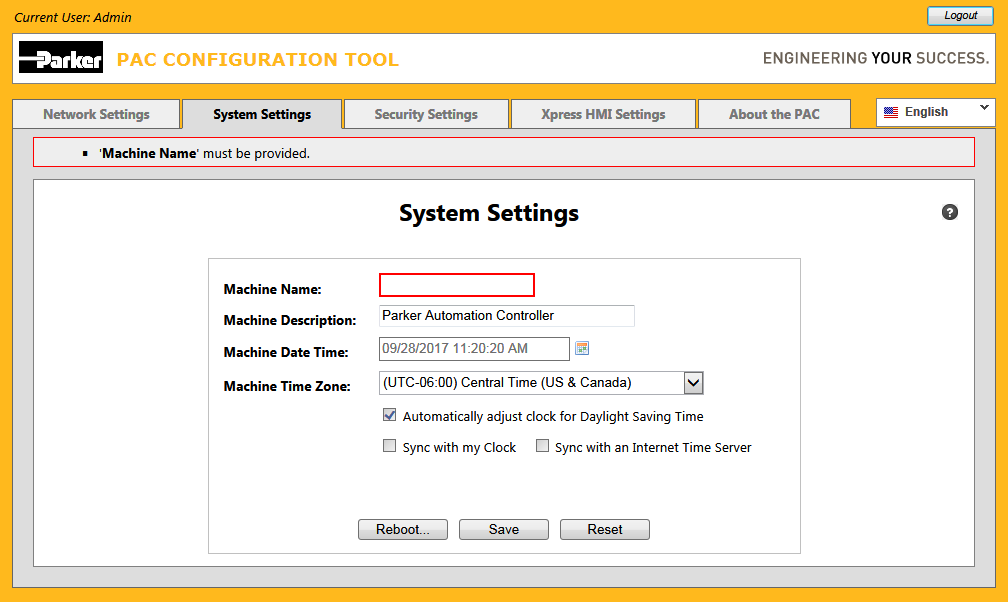 Current User: Admin
Logout
Parker PAC CONFIGURATION TOOL
ENGINEERING YOUR SUCCESS.
Network Settings
System Settings
Security Settings
Xpress HMI Settings
About the PAC
English
▪ 'Machine Name' must be provided.
System Settings
?
Machine Name:
Machine Description: Parker Automation Controller
Machine Date Time: 09/28/2017 11:20:20 AM
Machine Time Zone: (UTC-06:00) Central Time (US & Canada)
Automatically adjust clock for Daylight Saving Time
Sync with my Clock Sync with an Internet Time Server
Reboot... Save Reset